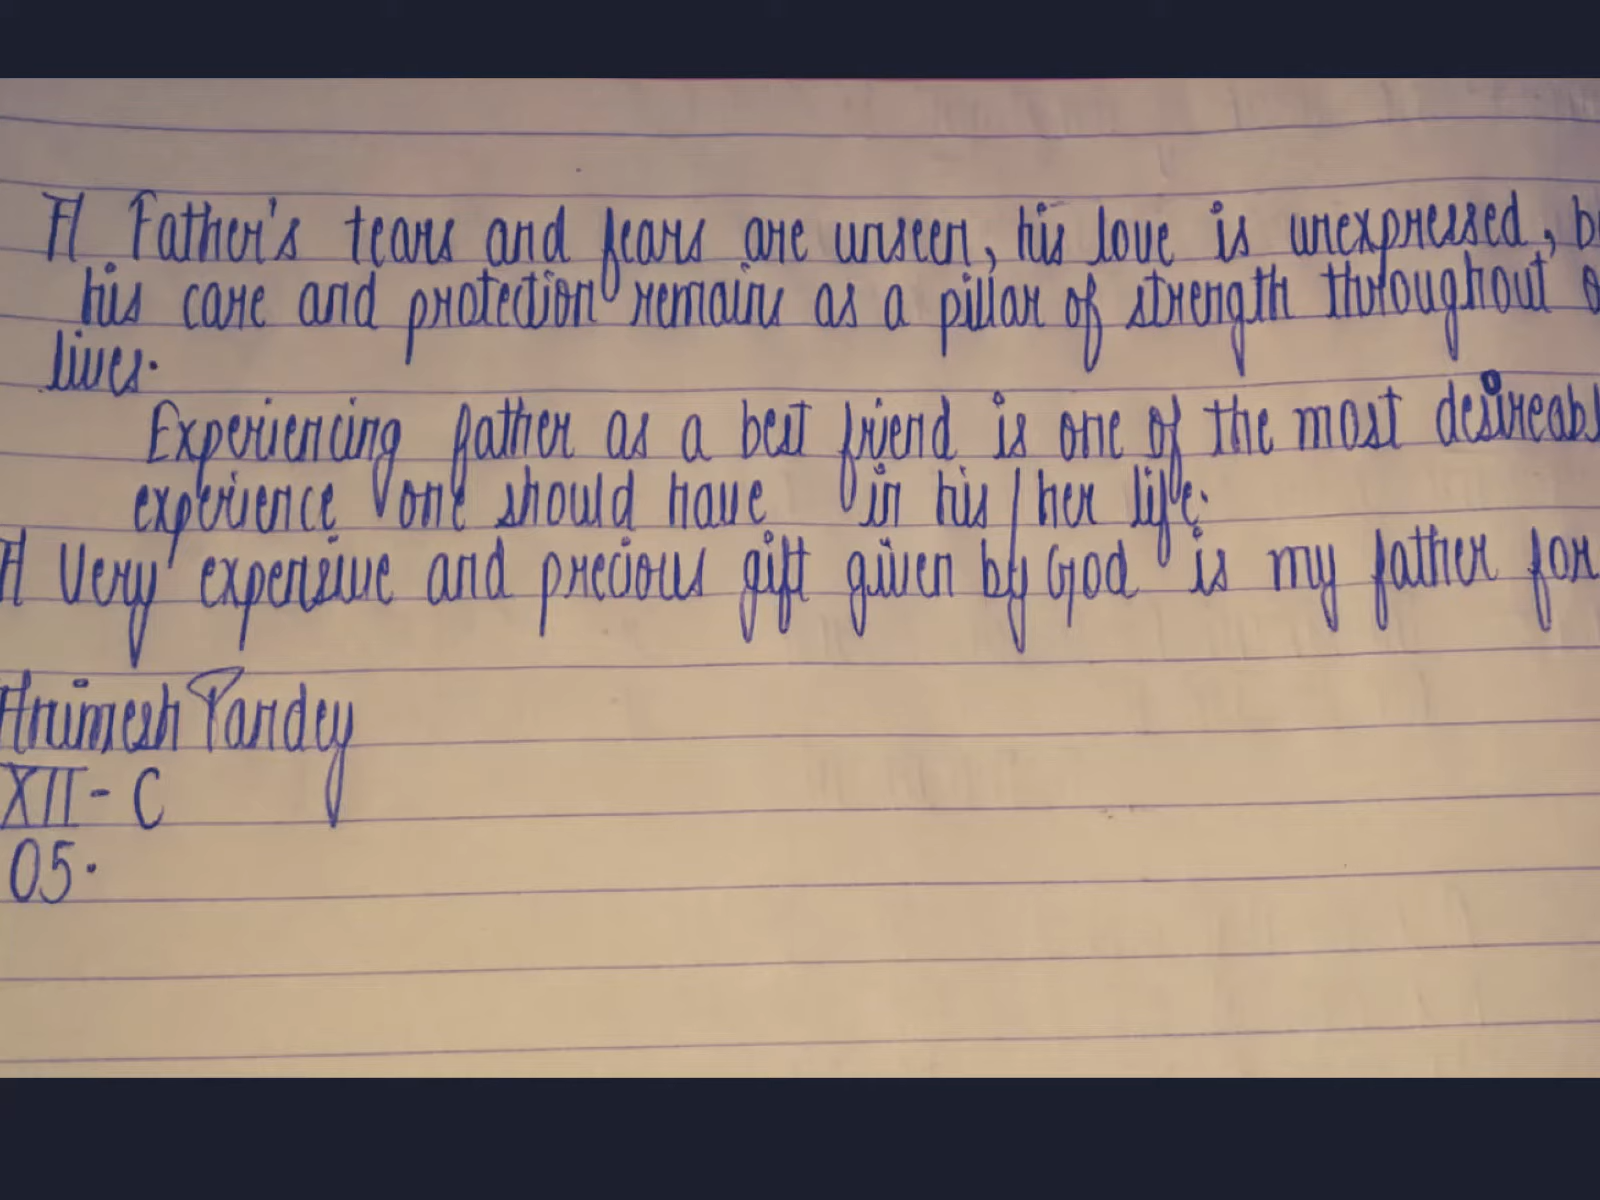 A Father's tears and fears are unseen, his love is unexpressed,
his care and protection remains as a pillar of strength throughout
lives.
Experiencing father as a best friend is one of the most
experience one should have in his/her life.
A Very expensive and precious gift given by God is my father for
Animesh Pandey
XII - C
05.